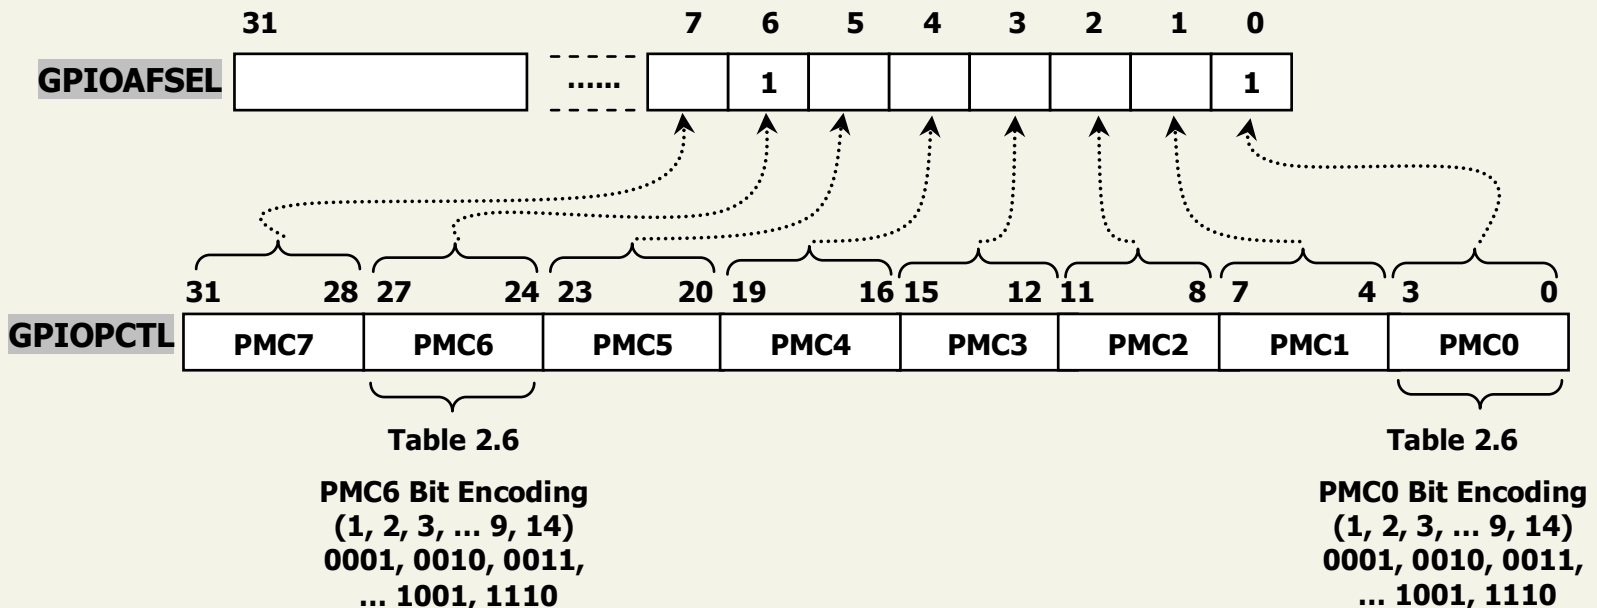 31 7 6 5 4 3 2 1 0
GPIOAFSEL ...... 1 1
31 28 27 24 23 20 19 16 15 12 11 8 7 4 3 0
GPIOPCTL PMC7 PMC6 PMC5 PMC4 PMC3 PMC2 PMC1 PMC0
Table 2.6 Table 2.6
PMC6 Bit Encoding PMC0 Bit Encoding
(1, 2, 3, ... 9, 14) (1, 2, 3, ... 9, 14)
0001, 0010, 0011, 0001, 0010, 0011,
... 1001, 1110 ... 1001, 1110